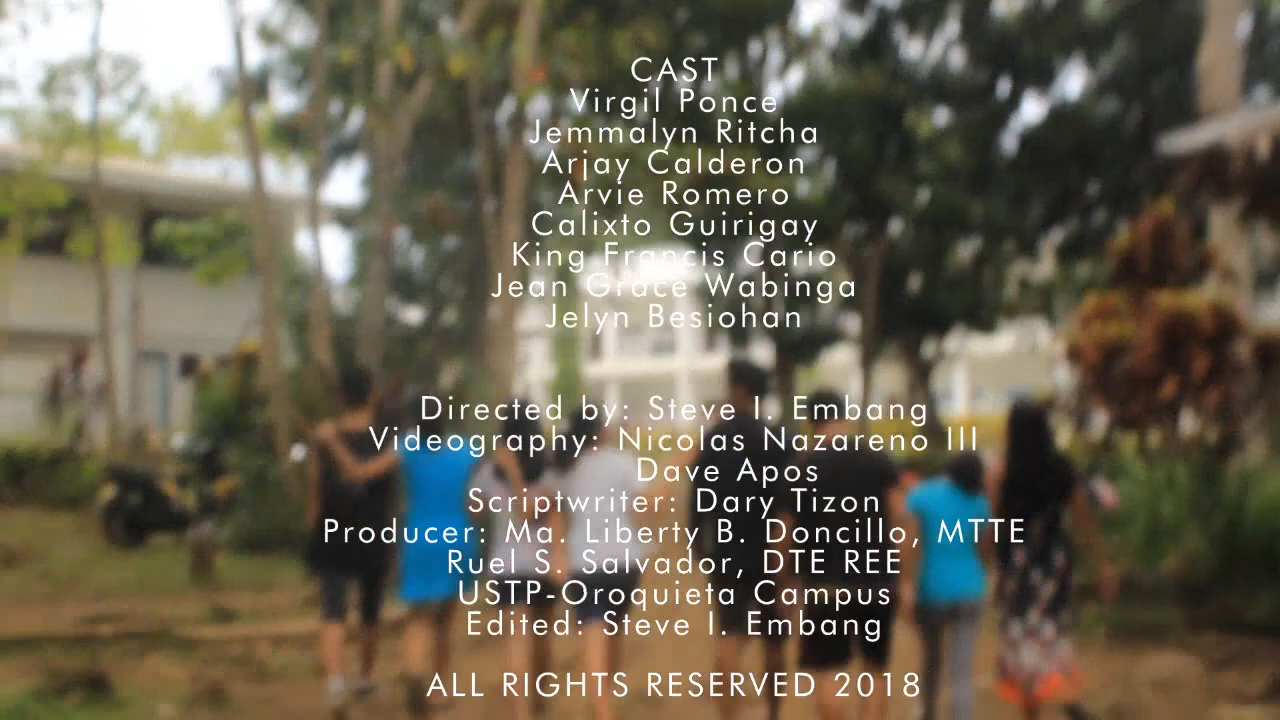 CAST
Virgil Ponce
Jemmalyn Ritcha
Arjay Calderon
Arvie Romero
Calixto Guirigay
King Francis Cario
Jean Grace Wabinga
Jelyn Besiohan
Directed by: Steve I. Embang
Videography: Nicolas Nazareno III
Dave Apos
Scriptwriter: Dary Tizon
Producer: Ma. Liberty B. Doncillo, MTTE
Ruel S. Salvador, DTE REE
USTP-Oroquieta Campus
Edited: Steve I. Embang
ALL RIGHTS RESERVED 2018